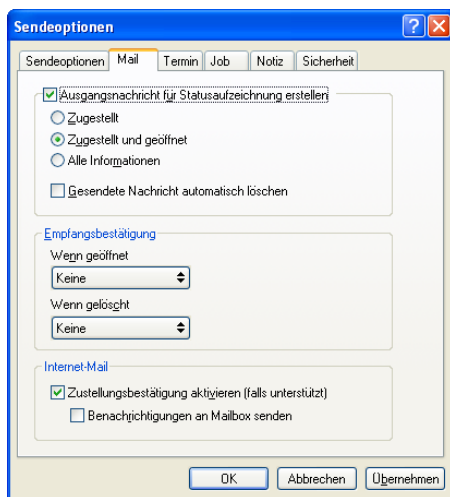 Sendeoptionen
Sendeoptionen Mail Termin Job Notiz Sicherheit
Ausgangsnachricht für Statusaufzeichnung erstellen
Zugestellt
Zugestellt und geöffnet
Alle Informationen
Gesendete Nachricht automatisch löschen
Empfangsbestätigung
Wenn geöffnet
Keine
Wenn gelöscht
Keine
Internet-Mail
Zustellungsbestätigung aktivieren (falls unterstützt)
Benachrichtigungen an Mailbox senden
OK Abbrechen Übernehmen